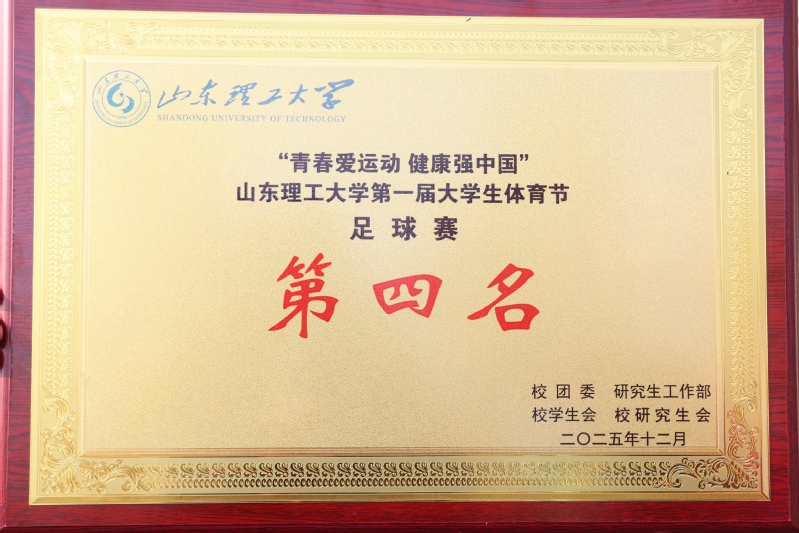 山东理工大学
SHANDONG UNIVERSITY OF TECHNOLOGY
“青春爱运动 健康强中国”
山东理工大学第一届大学生体育节
足球赛
第四名
校团委 研究生工作部
校学生会 校研究生会
二〇二五年十二月